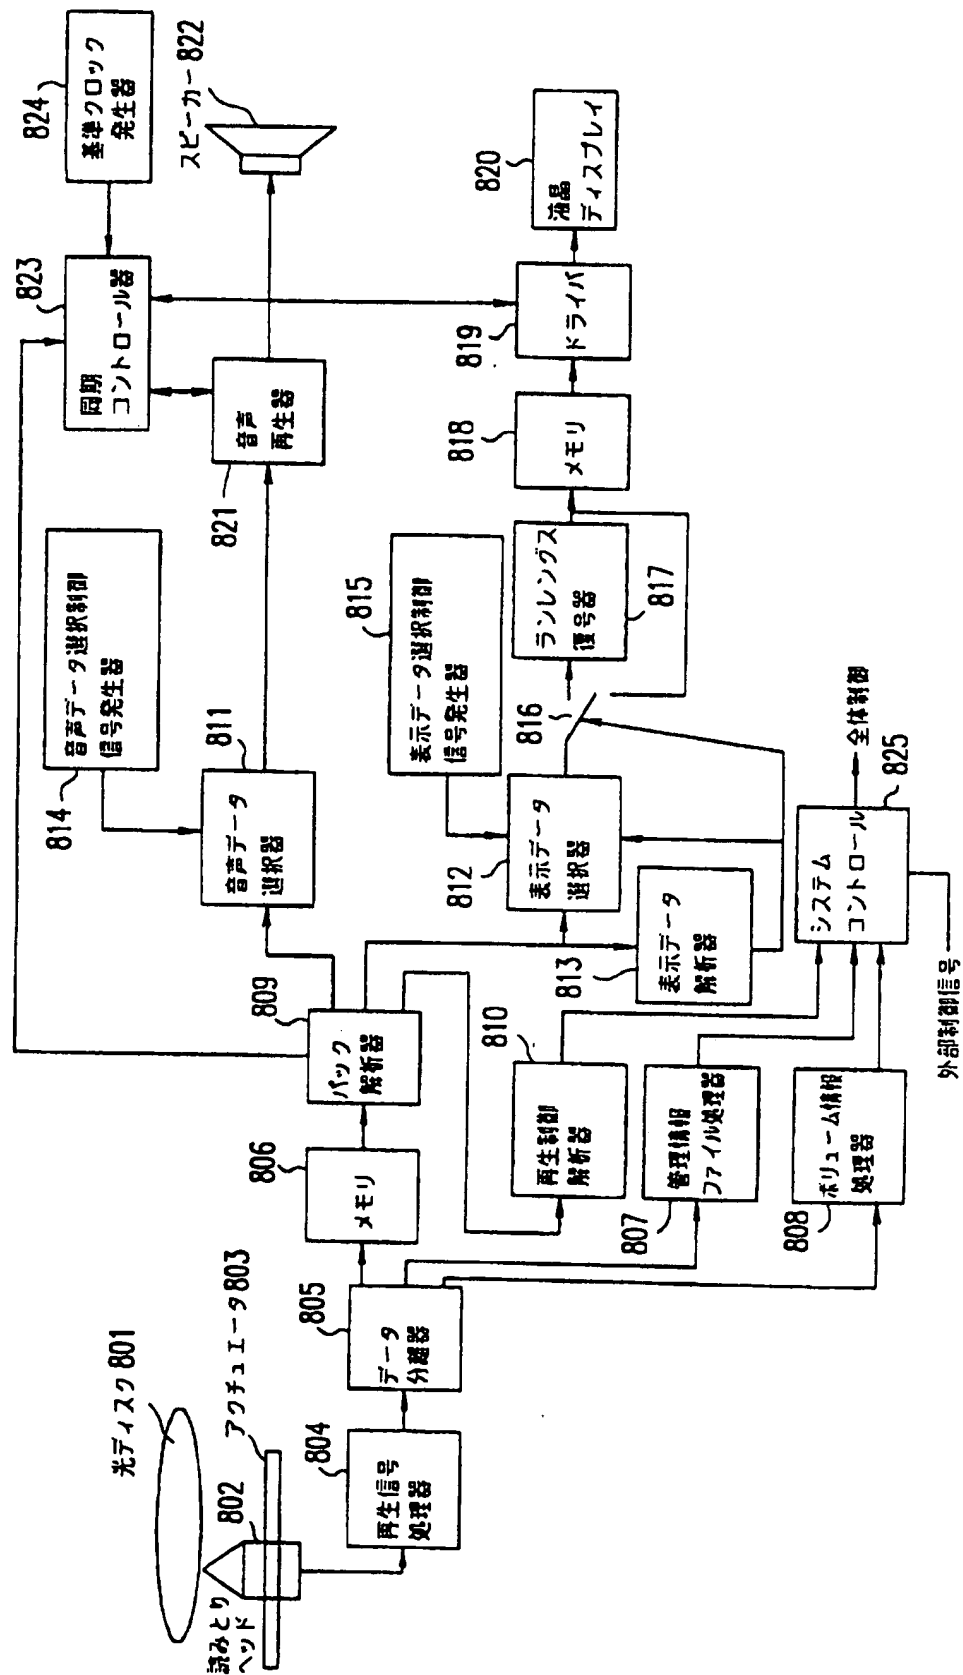 光ディスク 801
読みとり
ヘッド
802
アクチュエータ 803
804
再生信号
処理器
805
データ
分離器
806
メモリ
809
パック
解析器
810
再生制御
解析器
807
管理情報
ファイル処理器
808
ボリューム情報
処理器
814
音声データ選択制御
信号発生器
811
音声データ
選択器
815
表示データ選択制御
信号発生器
812
表示データ
選択器
813
表示データ
解析器
816
ランレングス
復号器
817
818
メモリ
819
ドライバ
820
液晶
ディスプレイ
821
音声
再生器
スピーカー 822
823
同期
コントロール器
824
基準クロック
発生器
システム
コントロール
825
全体制御
外部制御信号